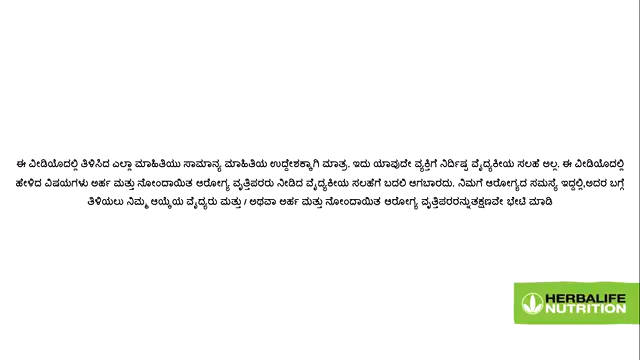 ಈ ವೀಡಿಯೊದಲ್ಲಿ ತಿಳಿಸಿದ ಎಲ್ಲಾ ಮಾಹಿತಿಯು ಸಾಮಾನ್ಯ ಮಾಹಿತಿಯ ಉದ್ದೇಶಕ್ಕಾಗಿ ಮಾತ್ರ. ಇದು ಯಾವುದೇ ವ್ಯಕ್ತಿಗೆ ನಿರ್ದಿಷ್ಟ ವೈದ್ಯಕೀಯ ಸಲಹೆ ಅಲ್ಲ. ಈ ವೀಡಿಯೊದಲ್ಲಿ
ಹೇಳಿದ ವಿಷಯಗಳು ಅರ್ಹ ಮತ್ತು ನೋಂದಾಯಿತ ಆರೋಗ್ಯ ವೃತ್ತಿಪರರು ನೀಡಿದ ವೈದ್ಯಕೀಯ ಸಲಹೆಗೆ ಬದಲಿ ಆಗಬಾರದು. ನಿಮಗೆ ಆರೋಗ್ಯದ ಸಮಸ್ಯೆ ಇದ್ದಲ್ಲಿ,ಅದರ ಬಗ್ಗೆ
ತಿಳಿಯಲು ನಿಮ್ಮ ಆಯ್ಕೆಯ ವೈದ್ಯರು ಮತ್ತು / ಅಥವಾ ಅರ್ಹ ಮತ್ತು ನೋಂದಾಯಿತ ಆರೋಗ್ಯ ವೃತ್ತಿಪರರನ್ನುತಕ್ಷಣವೇ ಭೇಟಿ ಮಾಡಿ
HERBALIFE
NUTRITION